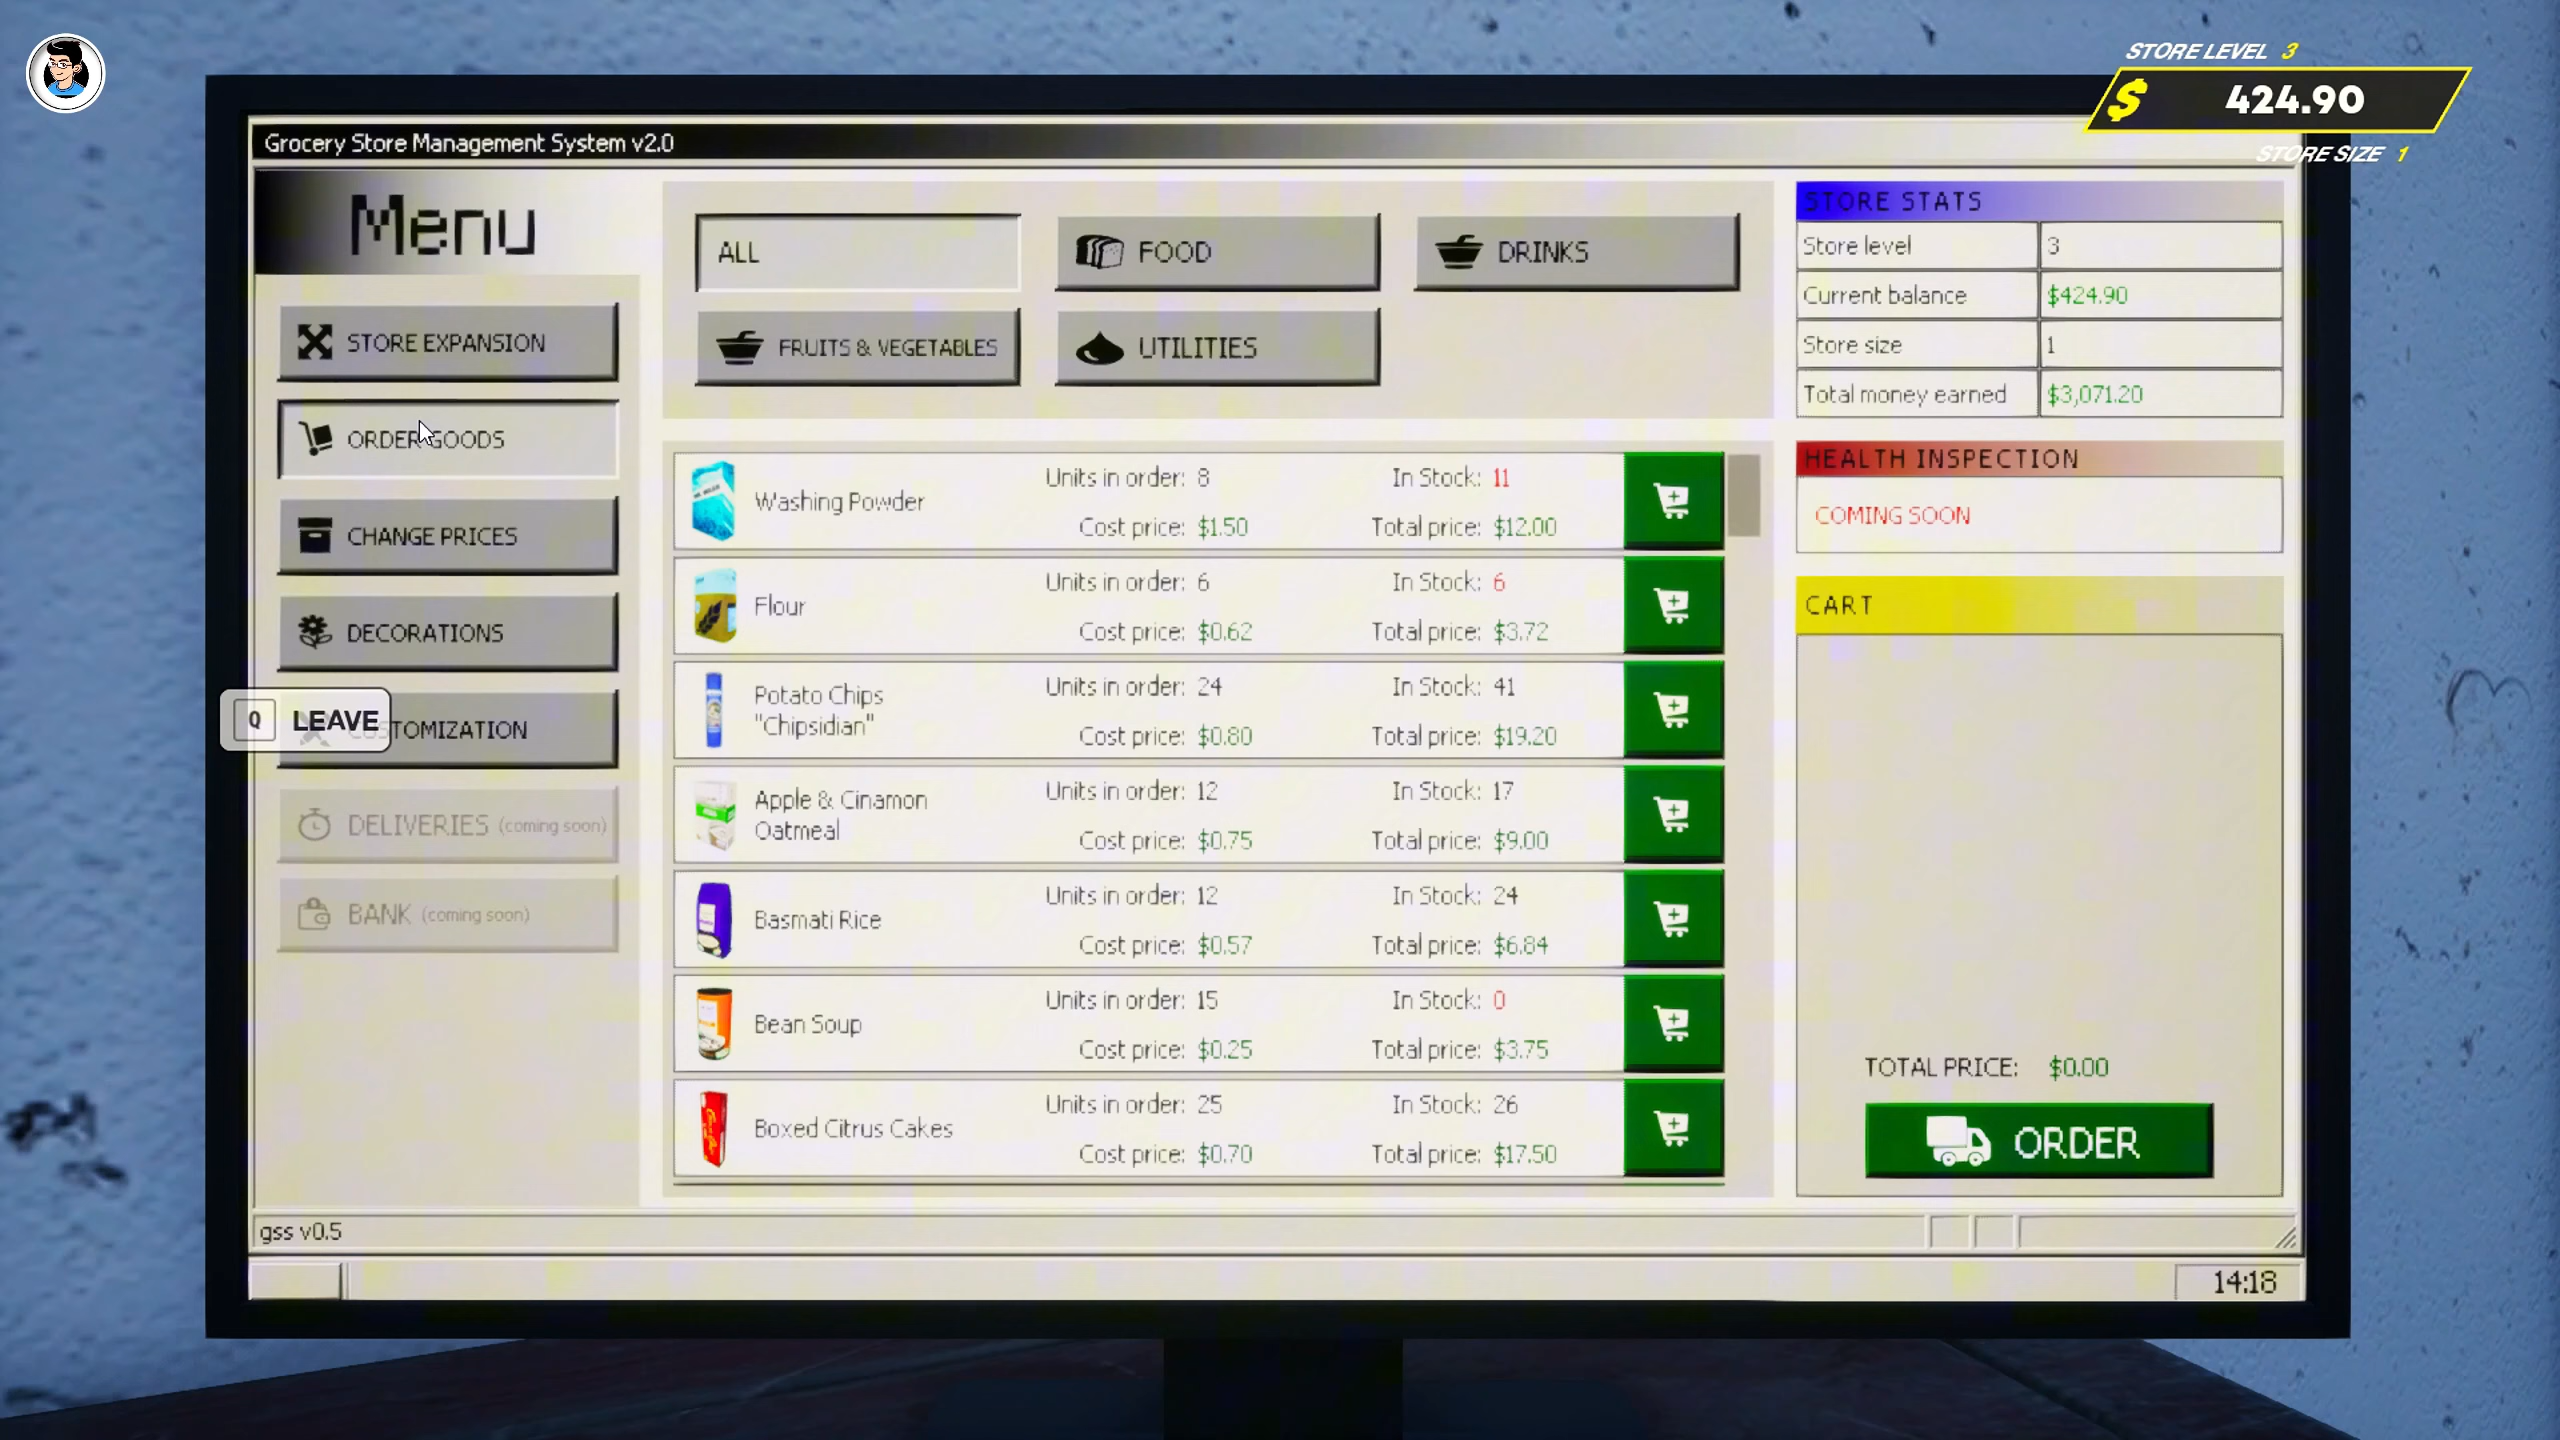 STORE LEVEL 3
$ 424.90
STORE SIZE 1
Grocery Store Management System v2.0
Menu
STORE EXPANSION
ORDER GOODS
CHANGE PRICES
DECORATIONS
Q LEAVE
TOMIZATION
DELIVERIES (coming soon)
BANK (coming soon)
ALL
FOOD
DRINKS
FRUITS & VEGETABLES
UTILITIES
Washing Powder
Units in order: 8
In Stock: 11
Cost price: $1.50
Total price: $12.00
Flour
Units in order: 6
In Stock: 6
Cost price: $0.62
Total price: $3.72
Potato Chips
"Chipsidian"
Units in order: 24
In Stock: 41
Cost price: $0.80
Total price: $19.20
Apple & Cinamon
Oatmeal
Units in order: 12
In Stock: 17
Cost price: $0.75
Total price: $9.00
Basmati Rice
Units in order: 12
In Stock: 24
Cost price: $0.57
Total price: $6.84
Bean Soup
Units in order: 15
In Stock: 0
Cost price: $0.25
Total price: $3.75
Boxed Citrus Cakes
Units in order: 25
In Stock: 26
Cost price: $0.70
Total price: $17.50
STORE STATS
Store level 3
Current balance $424.90
Store size 1
Total money earned $3,071.20
HEALTH INSPECTION
COMING SOON
CART
TOTAL PRICE: $0.00
ORDER
gss v0.5
14:18